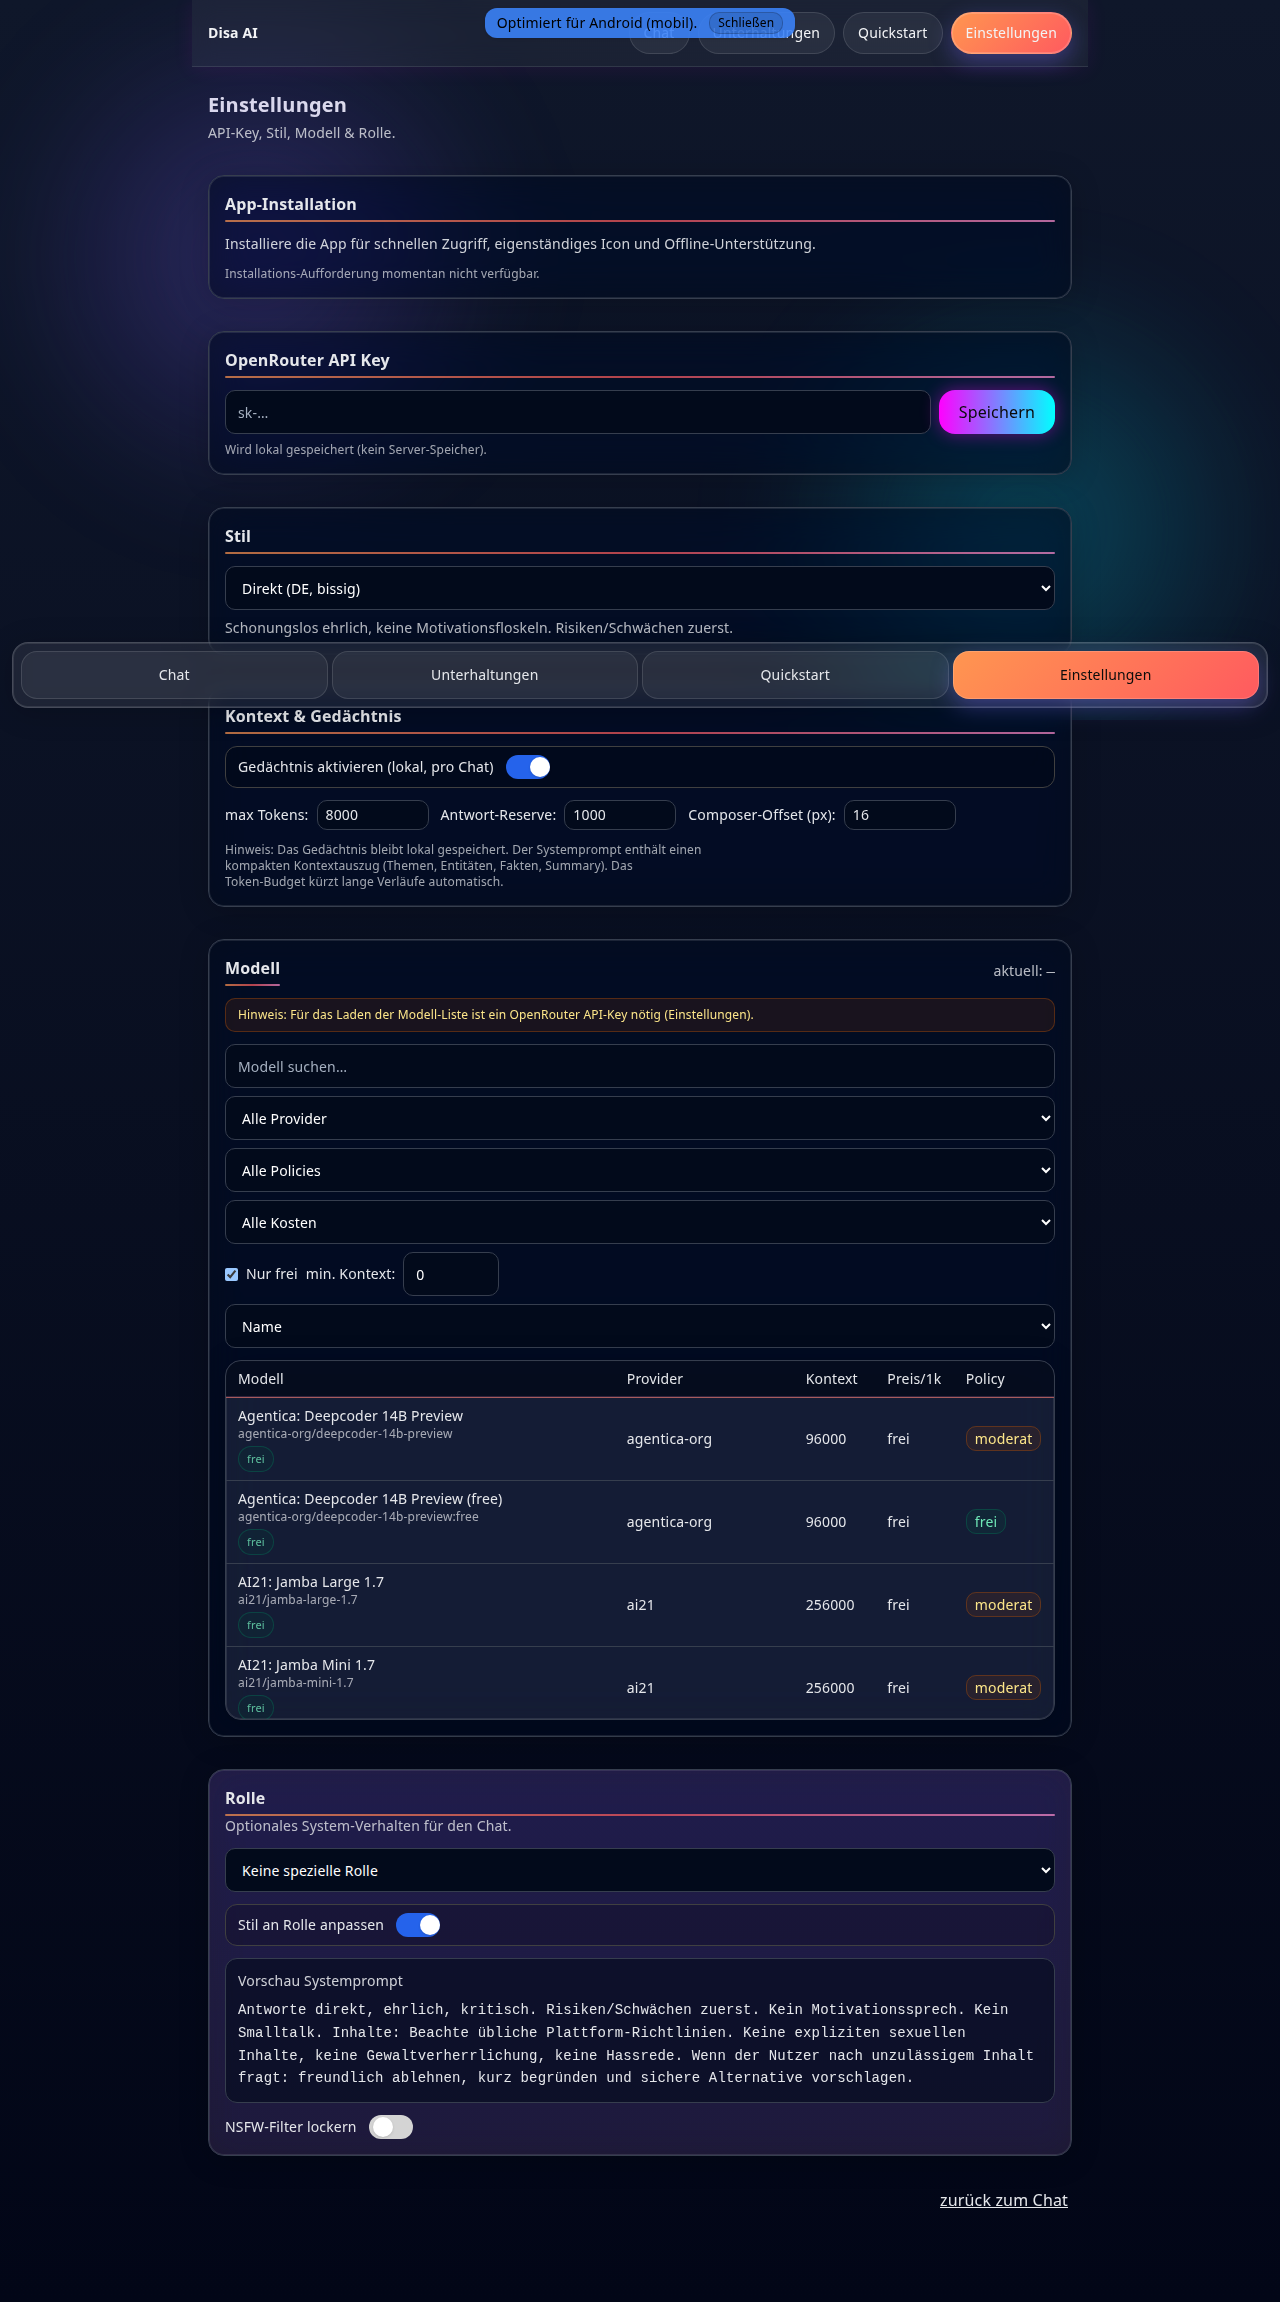 Disa AI
Optimiert für Android (mobil).
Schließen
Chat
Unterhaltungen
Quickstart
Einstellungen
Einstellungen
API-Key, Stil, Modell & Rolle.
App-Installation
Installiere die App für schnellen Zugriff, eigenständiges Icon und Offline-Unterstützung.
Installations-Aufforderung momentan nicht verfügbar.
OpenRouter API Key
sk-...
Speichern
Wird lokal gespeichert (kein Server-Speicher).
Stil
Direkt (DE, bissig)
Schonungslos ehrlich, keine Motivationsfloskeln. Risiken/Schwächen zuerst.
Chat
Unterhaltungen
Quickstart
Einstellungen
Kontext & Gedächtnis
Gedächtnis aktivieren (lokal, pro Chat)
max Tokens: 8000 Antwort-Reserve: 1000 Composer-Offset (px): 16
Hinweis: Das Gedächtnis bleibt lokal gespeichert. Der Systemprompt enthält einen
kompakten Kontextauszug (Themen, Entitäten, Fakten, Summary). Das
Token-Budget kürzt lange Verläufe automatisch.
Modell
aktuell: —
Hinweis: Für das Laden der Modell-Liste ist ein OpenRouter API-Key nötig (Einstellungen).
Modell suchen...
Alle Provider
Alle Policies
Alle Kosten
Nur frei min. Kontext: 0
Name
Modell Provider Kontext Preis/1k Policy
Agentica: Deepcoder 14B Preview
agentica-org/deepcoder-14b-preview
frei
agentica-org 96000 frei moderat
Agentica: Deepcoder 14B Preview (free)
agentica-org/deepcoder-14b-preview:free
frei
agentica-org 96000 frei frei
AI21: Jamba Large 1.7
ai21/jamba-large-1.7
frei
ai21 256000 frei moderat
AI21: Jamba Mini 1.7
ai21/jamba-mini-1.7
frei
ai21 256000 frei moderat
Rolle
Optionales System-Verhalten für den Chat.
Keine spezielle Rolle
Stil an Rolle anpassen
Vorschau Systemprompt
Antworte direkt, ehrlich, kritisch. Risiken/Schwächen zuerst. Kein Motivationssprech. Kein
Smalltalk. Inhalte: Beachte übliche Plattform-Richtlinien. Keine expliziten sexuellen
Inhalte, keine Gewaltverherrlichung, keine Hassrede. Wenn der Nutzer nach unzulässigem Inhalt
fragt: freundlich ablehnen, kurz begründen und sichere Alternative vorschlagen.
NSFW-Filter lockern
zurück zum Chat